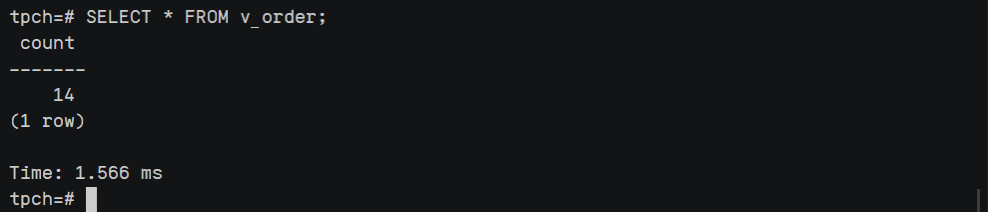 tpch=# SELECT * FROM v_order;
 count
-------
    14
(1 row)

Time: 1.566 ms
tpch=#